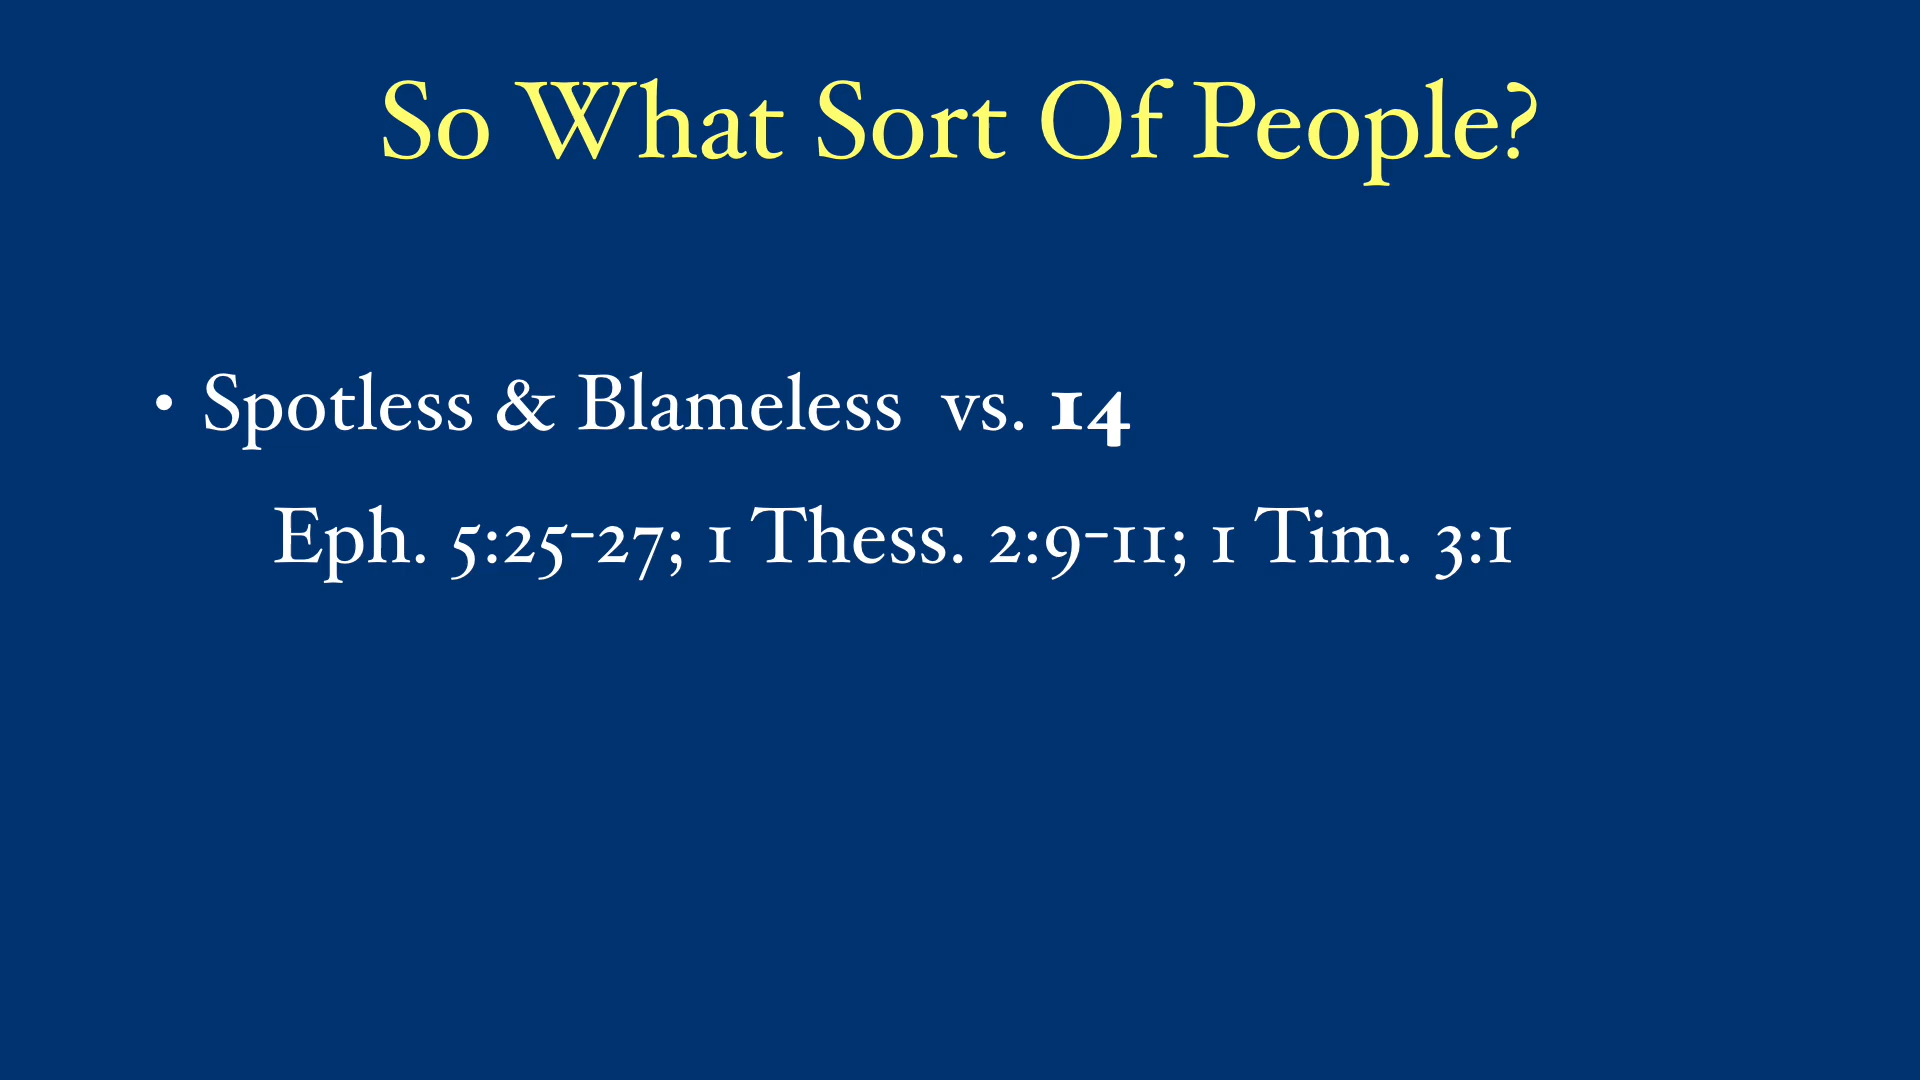 So What Sort Of People?
• Spotless & Blameless  vs. 14
Eph. 5:25-27; 1 Thess. 2:9-11; 1 Tim. 3:1